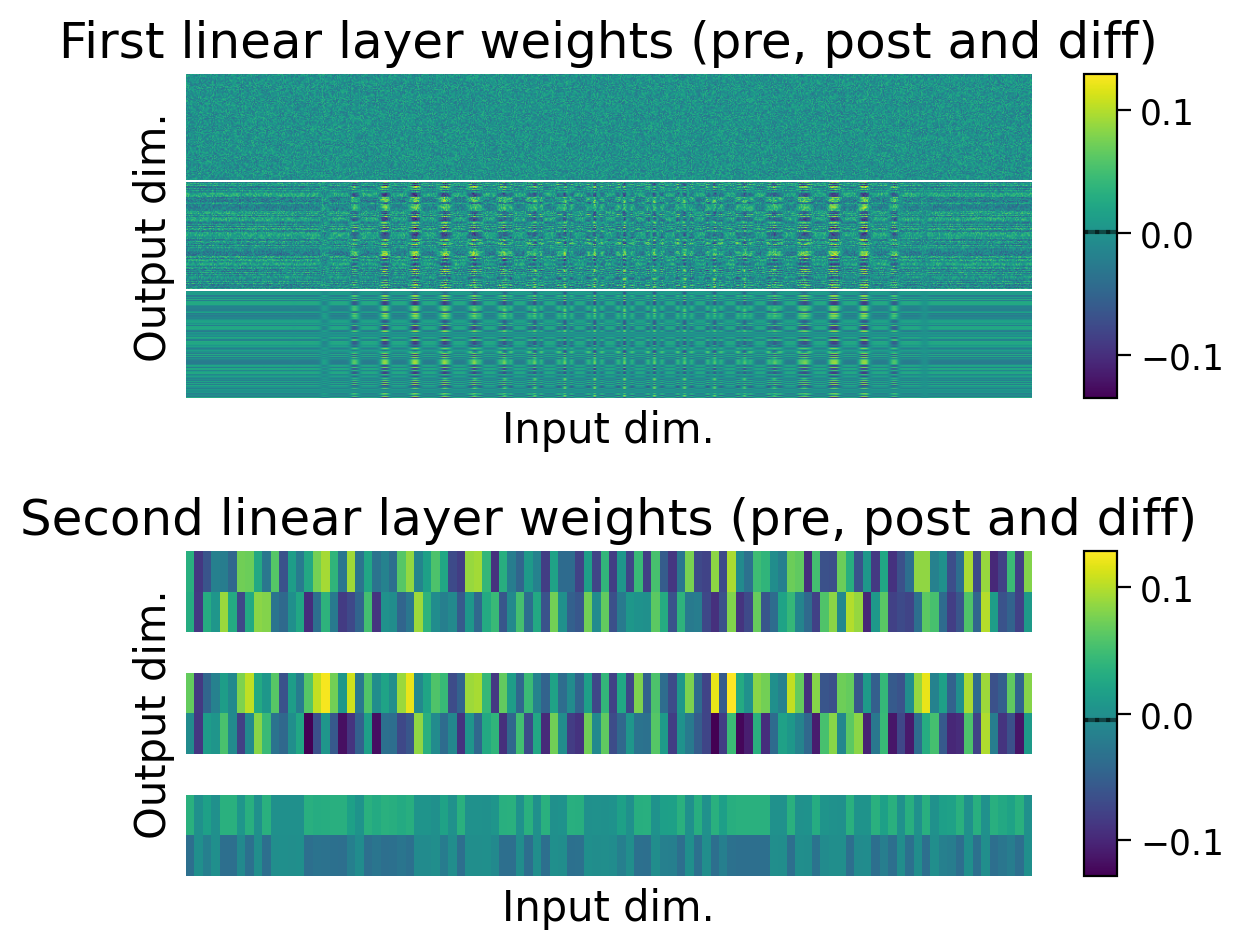 First linear layer weights (pre, post and diff)
Output dim.
0.1
0.0
−0.1
Input dim.
Second linear layer weights (pre, post and diff)
Output dim.
0.1
0.0
−0.1
Input dim.